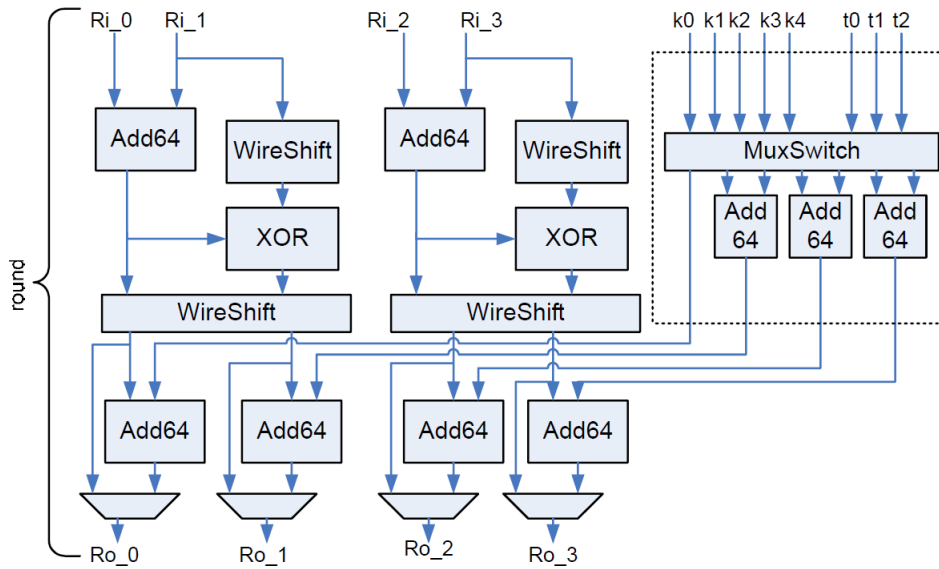 Ri_0 Ri_1 Ri_2 Ri_3 k0 k1 k2 k3 k4 t0 t1 t2
Add64 WireShift Add64 WireShift MuxSwitch
XOR XOR Add 64 Add 64 Add 64
round
WireShift WireShift
Add64 Add64 Add64 Add64
Ro_0 Ro_1 Ro_2 Ro_3